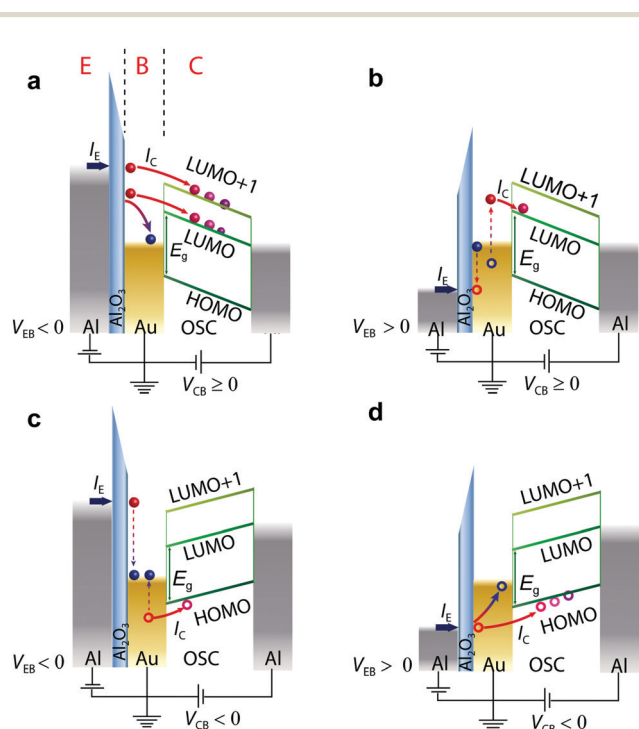 E B C
a
I_E
I_C
LUMO+1
LUMO
E_g
HOMO
Al₂O₃
V_EB < 0
Al
Au
OSC
V_CB ≥ 0
b
I_C
LUMO+1
LUMO
E_g
I_E
HOMO
Al₂O₃
V_EB > 0
Al
Au
OSC
Al
V_CB ≥ 0
c
I_E
LUMO+1
LUMO
E_g
HOMO
I_C
Al₂O₃
V_EB < 0
Al
Au
OSC
Al
V_CB < 0
d
LUMO+1
LUMO
E_g
I_E
HOMO
I_C
Al₂O₃
V_EB > 0
Al
Au
OSC
Al
V_CB < 0